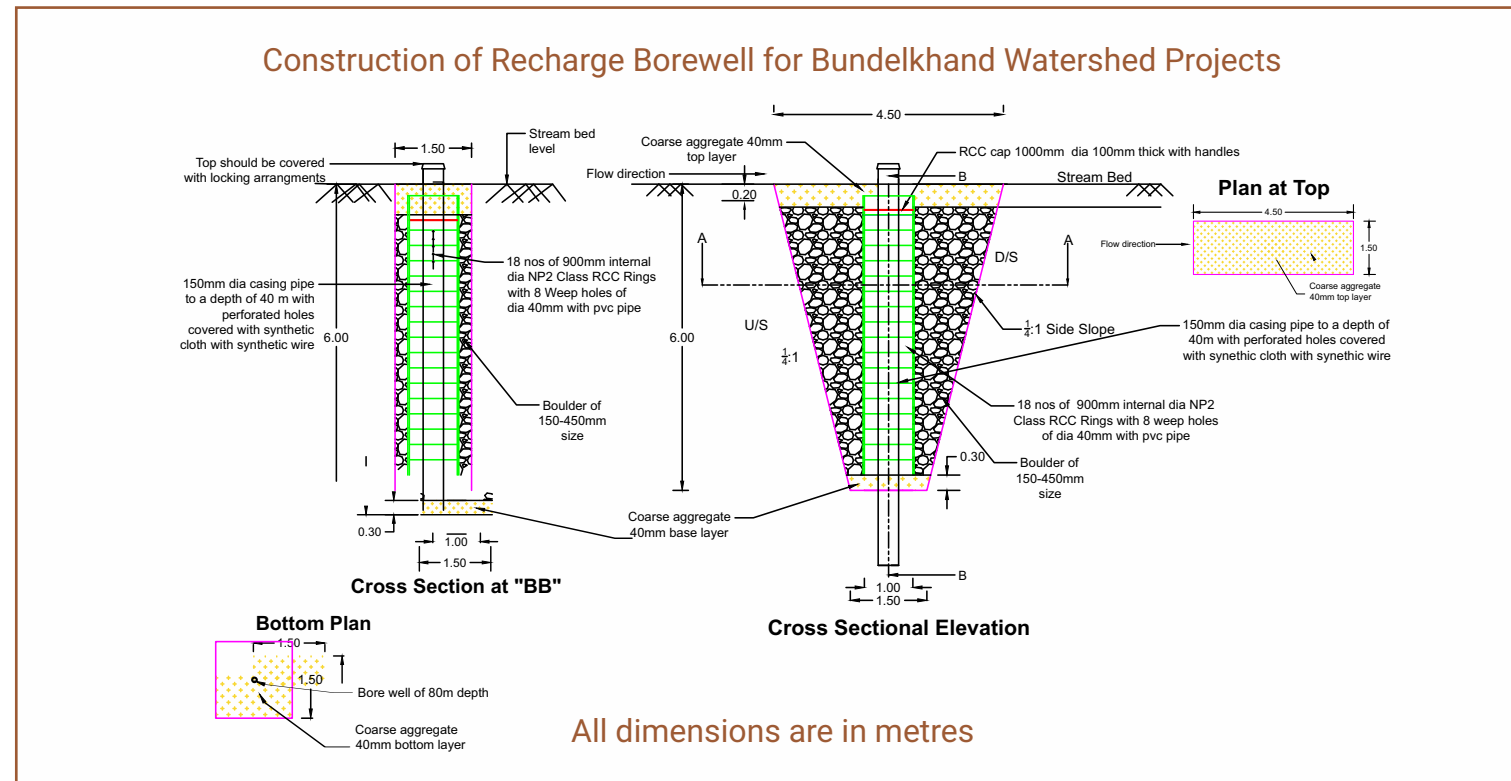 Construction of Recharge Borewell for Bundelkhand Watershed Projects
1.50
Stream bed
level
Top should be covered
with locking arrangments
18 nos of 900mm internal
dia NP2 Class RCC Rings
with 8 Weep holes of
dia 40mm with pvc pipe
150mm dia casing pipe
to a depth of 40 m with
perforated holes
covered with synthetic
cloth with synthetic wire
6.00
Boulder of
150-450mm
size
0.30
1.00
1.50
Cross Section at "BB"
4.50
Coarse aggregate 40mm
top layer
RCC cap 1000mm dia 100mm thick with handles
Flow direction
B
Stream Bed
0.20
A
A
D/S
U/S
¼:1
¼:1 Side Slope
6.00
150mm dia casing pipe to a depth of
40m with perforated holes covered
with synethic cloth with synethic wire
18 nos of 900mm internal dia NP2
Class RCC Rings with 8 weep holes
of dia 40mm with pvc pipe
0.30
Boulder of
150-450mm
size
Coarse aggregate
40mm base layer
B
1.00
1.50
Cross Sectional Elevation
Plan at Top
4.50
Flow direction
1.50
Coarse aggregate
40mm top layer
Bottom Plan
1.50
1.50
Bore well of 80m depth
Coarse aggregate
40mm bottom layer
All dimensions are in metres